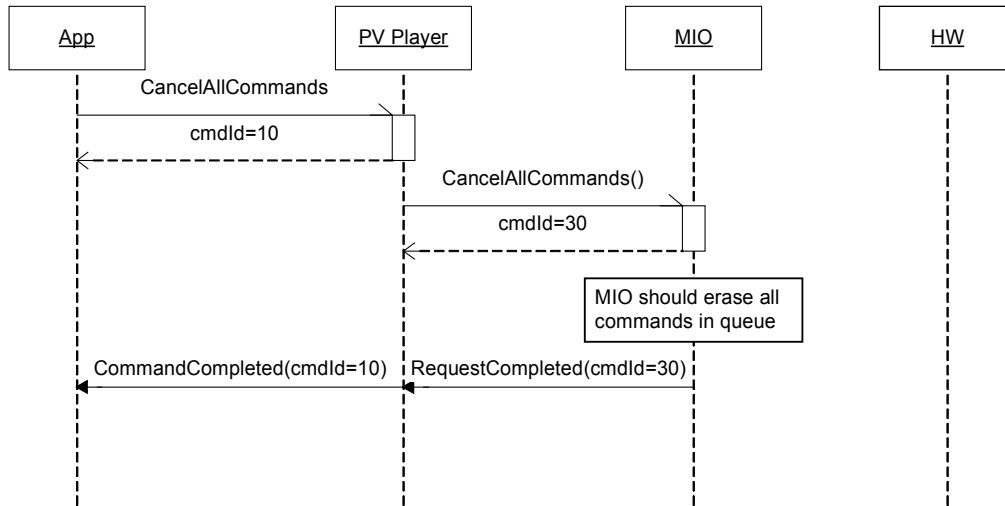 App
PV Player
MIO
HW
CancelAllCommands
cmdId=10
CancelAllCommands()
cmdId=30
MIO should erase all
commands in queue
CommandCompleted(cmdId=10)
RequestCompleted(cmdId=30)